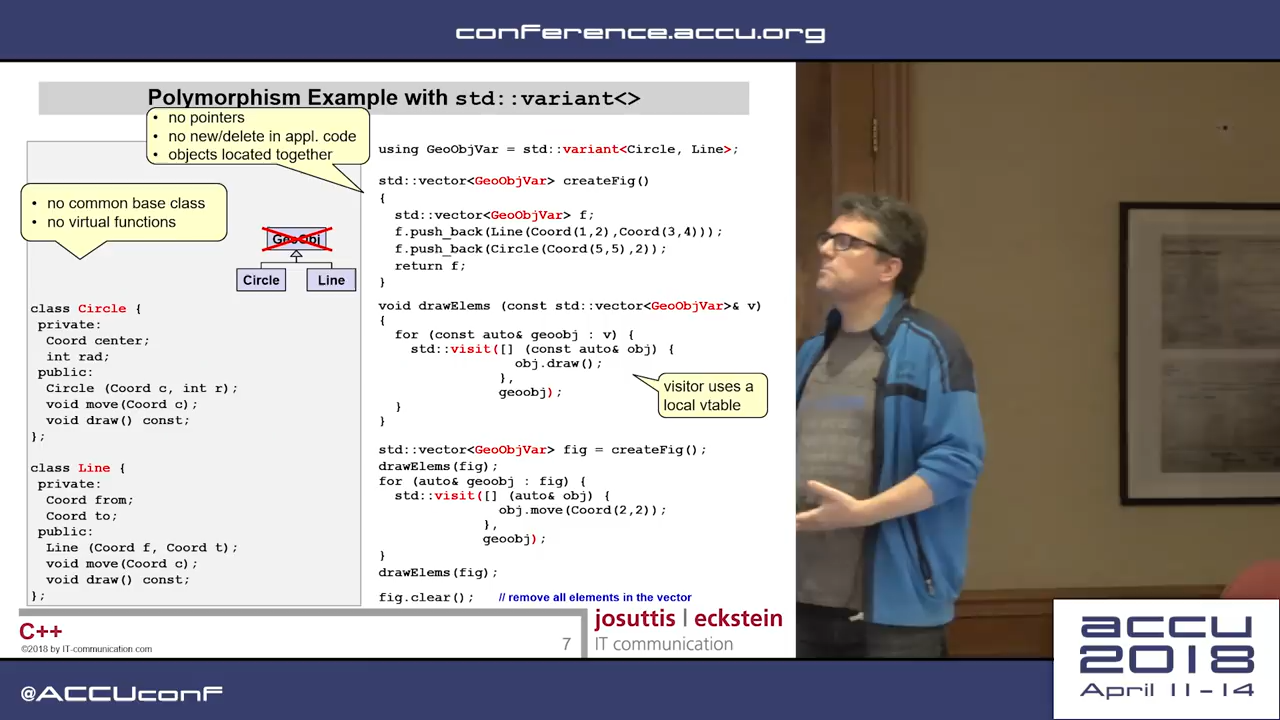 conference.accu.org
Polymorphism Example with std::variant<>
• no pointers
• no new/delete in appl. code
• objects located together
• no common base class
• no virtual functions
GeoObj
Circle
Line
class Circle {
private:
Coord center;
int rad;
public:
Circle (Coord c, int r);
void move(Coord c);
void draw() const;
};
class Line {
private:
Coord from;
Coord to;
public:
Line (Coord f, Coord t);
void move(Coord c);
void draw() const;
};
using GeoObjVar = std::variant<Circle, Line>;
std::vector<GeoObjVar> createFig()
{
std::vector<GeoObjVar> f;
f.push_back(Line(Coord(1,2),Coord(3,4)));
f.push_back(Circle(Coord(5,5),2));
return f;
}
void drawElems (const std::vector<GeoObjVar>& v)
{
for (const auto& geoobj : v) {
std::visit([] (const auto& obj) {
obj.draw();
},
geoobj);
}
}
visitor uses a
local vtable
std::vector<GeoObjVar> fig = createFig();
drawElems(fig);
for (auto& geoobj : fig) {
std::visit([] (auto& obj) {
obj.move(Coord(2,2));
},
geoobj);
}
drawElems(fig);
fig.clear(); // remove all elements in the vector
C++
©2018 by IT-communication.com
7
josuttis | eckstein
IT communication
@ACCUconf
accu
2018
April 11-14